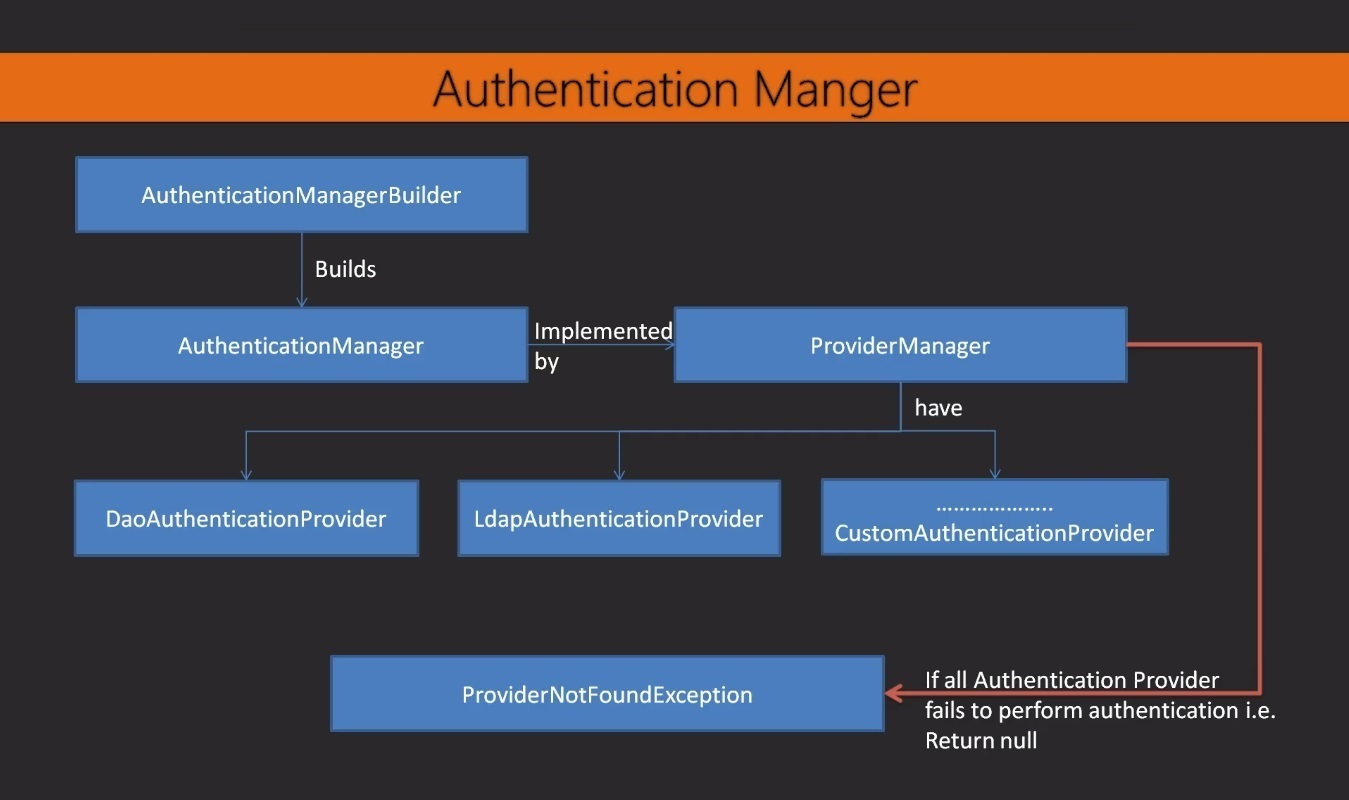 Authentication Manger
AuthenticationManagerBuilder
Builds
AuthenticationManager
Implemented
by
ProviderManager
have
DaoAuthenticationProvider
LdapAuthenticationProvider
………………..
CustomAuthenticationProvider
ProviderNotFoundException
If all Authentication Provider
fails to perform authentication i.e.
Return null